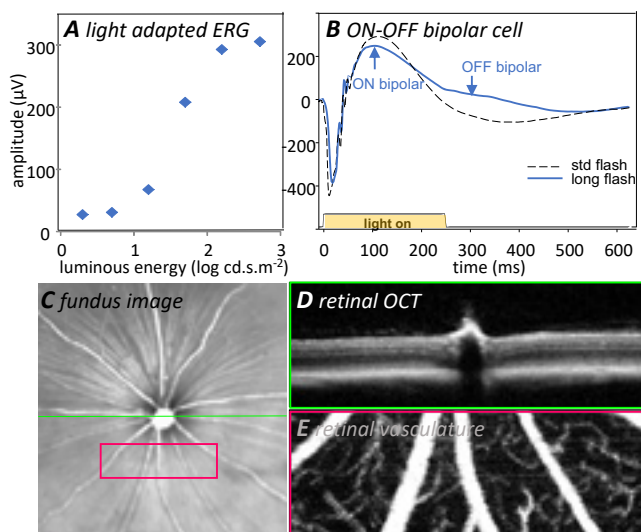 A light adapted ERG
300
200
100
0
amplitude (µV)
0 1 2 3
luminous energy (log cd.s.m-2)
B ON-OFF bipolar cell
200
0
-200
-400
ON bipolar
OFF bipolar
std flash
long flash
light on
0 100 200 300 400 500 600
time (ms)
C fundus image
D retinal OCT
E retinal vasculature